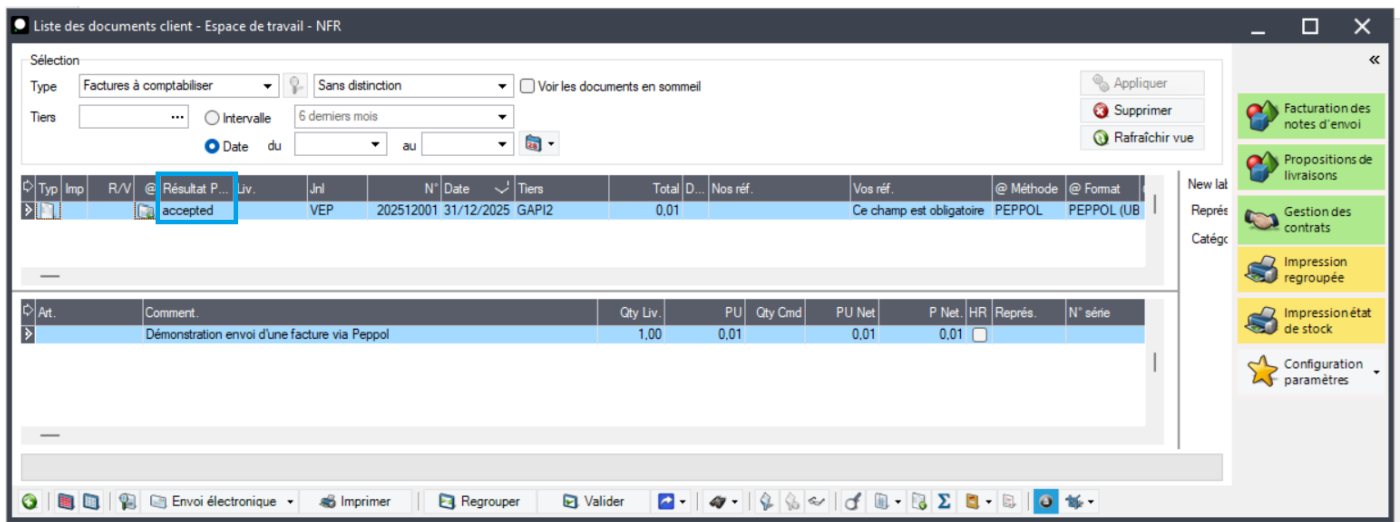 Liste des documents client - Espace de travail - NFR
Sélection
Type Factures à comptabiliser Sans distinction Voir les documents en sommeil Appliquer
Tiers ... Intervalle 6 derniers mois Supprimer
Date du au Rafraîchir vue
Typ Imp R/V @ Résultat P... Liv. Jnl N° Date Tiers Total D... Nos réf. Vos réf. @ Méthode @ Format
accepted VEP 202512001 31/12/2025 GAPI2 0,01 Ce champ est obligatoire PEPPOL PEPPOL (UB
New lab
Représ
Catégo
Art. Comment. Qty Liv. PU Qty Cmd PU Net P Net. HR Représ. N° série
Démonstration envoi d'une facture via Peppol 1,00 0,01 0,01 0,01
Envoi électronique Imprimer Regrouper Valider Σ
«
Facturation des
notes d'envoi
Propositions de
livraisons
Gestion des
contrats
Impression
regroupée
Impression état
de stock
Configuration
paramètres